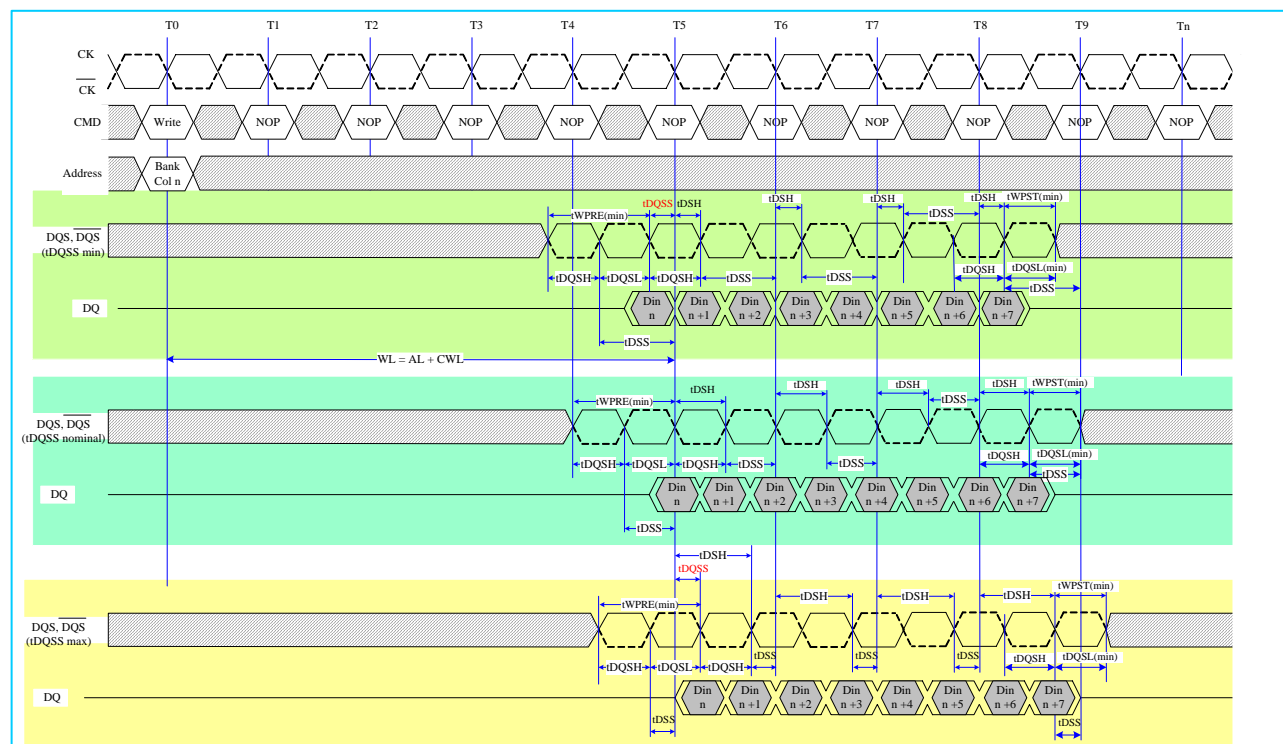 T0 T1 T2 T3 T4 T5 T6 T7 T8 T9 Tn
CK
CK
CMD Write NOP NOP NOP NOP NOP NOP NOP NOP NOP NOP
Address Bank
Col n
tDSH tDSH tDSH tWPST(min)
tDQSS tDSH
tWPRE(min) tDSS
DQS, DQS
(tDQSS min)
tDQSH tDQSL tDQSH tDSS tDSS tDQSH tDQSL(min)
tDSS
DQ Din Din Din Din Din Din Din Din
n n +1 n +2 n +3 n +4 n +5 n +6 n +7
tDSS
WL = AL + CWL
tDSH tDSH tDSH tDSH tWPST(min)
tWPRE(min) tDSS
DQS, DQS
(tDQSS nominal)
tDQSH tDQSL tDQSH tDSS tDSS tDQSH tDQSL(min)
tDSS
DQ Din Din Din Din Din Din Din Din
n n +1 n +2 n +3 n +4 n +5 n +6 n +7
tDSS
tDSH
tDQSS
tWPRE(min) tDSH tDSH tDSH tWPST(min)
DQS, DQS
(tDQSS max)
tDQSH tDQSL tDQSH tDSS tDSS tDSS tDQSH tDQSL(min)
DQ Din Din Din Din Din Din Din Din
n n +1 n +2 n +3 n +4 n +5 n +6 n +7
tDSS tDSS